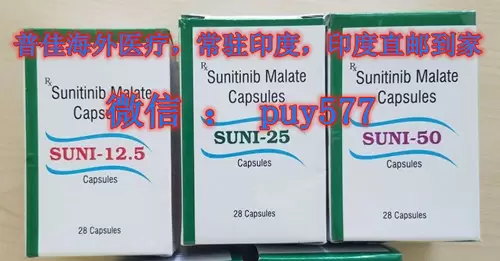 普佳海外医疗，常驻印度，印度直邮到家
微信 ： puy577
Rx
Sunitinib Malate
Capsules
SUNI-12.5
Capsules
28 Capsules
Rx
Sunitinib Malate
Capsules
SUNI-25
Capsules
28 Capsules
Rx
Sunitinib Malate
Capsules
SUNI-50
Capsules
28 Capsules